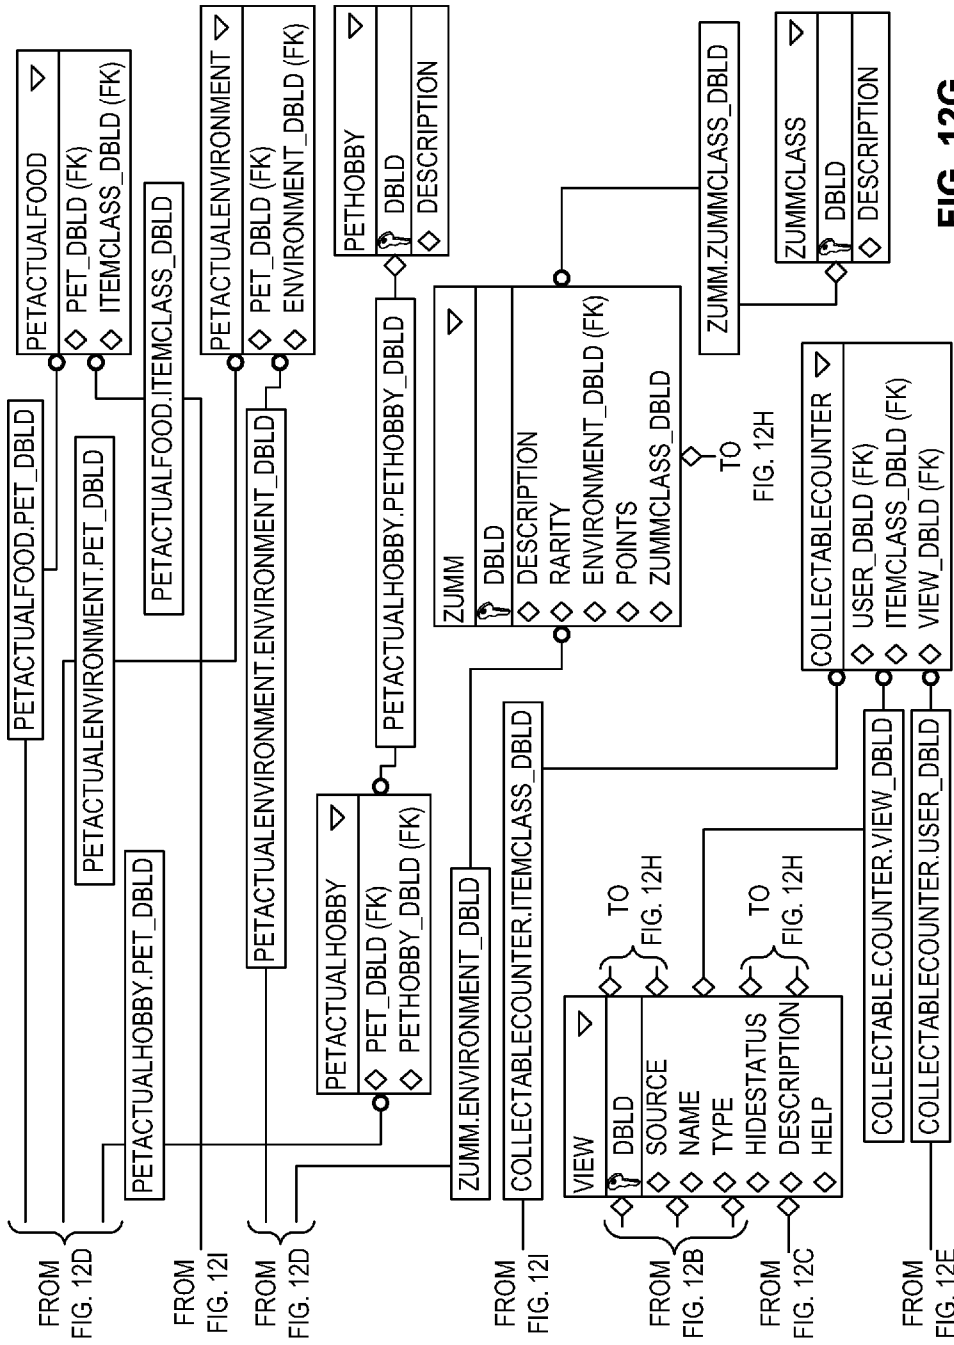 PETACTUALFOOD.PET_DBLD
PETACTUALFOOD
PET_DBLD (FK)
ITEMCLASS_DBLD (FK)
PETACTUALENVIRONMENT.PET_DBLD
PETACTUALFOOD.ITEMCLASS_DBLD
PETACTUALHOBBY.PET_DBLD
FROM
FIG. 12D
FROM
FIG. 12I
PETACTUALENVIRONMENT
PET_DBLD (FK)
ENVIRONMENT_DBLD (FK)
PETACTUALENVIRONMENT.ENVIRONMENT_DBLD
FROM
FIG. 12D
PETACTUALHOBBY
PET_DBLD (FK)
PETHOBBY_DBLD (FK)
PETACTUALHOBBY.PETHOBBY_DBLD
PETHOBBY
DBLD
DESCRIPTION
ZUMM.ENVIRONMENT_DBLD
ZUMM
DBLD
DESCRIPTION
RARITY
ENVIRONMENT_DBLD (FK)
POINTS
ZUMMCLASS_DBLD
TO
FIG. 12H
ZUMM.ZUMMCLASS_DBLD
ZUMMCLASS
DBLD
DESCRIPTION
FROM
FIG. 12I
COLLECTABLECOUNTER.ITEMCLASS_DBLD
VIEW
DBLD
SOURCE
NAME
TYPE
HIDESTATUS
DESCRIPTION
HELP
FROM
FIG. 12B
FROM
FIG. 12C
TO
FIG. 12H
TO
FIG. 12H
COLLECTABLECOUNTER
USER_DBLD (FK)
ITEMCLASS_DBLD (FK)
VIEW_DBLD (FK)
COLLECTABLE.COUNTER.VIEW_DBLD
COLLECTABLECOUNTER.USER_DBLD
FROM
FIG. 12E
FIG. 12G